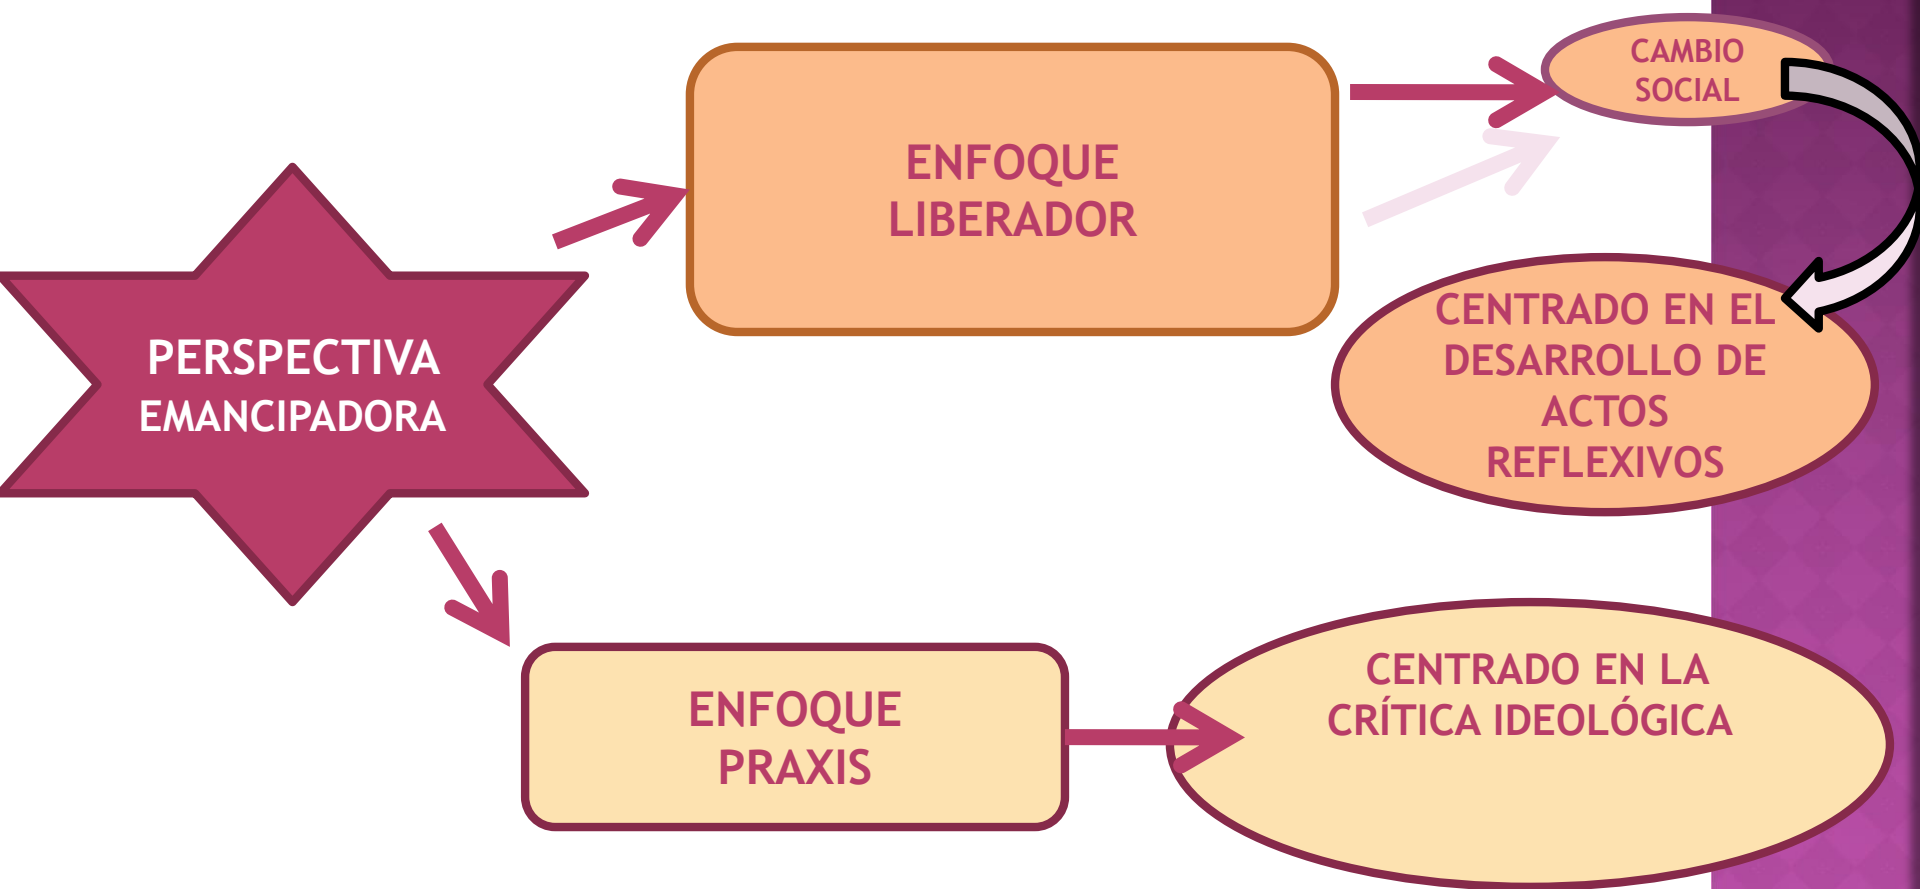 CAMBIO
SOCIAL
ENFOQUE
LIBERADOR
CENTRADO EN EL
DESARROLLO DE
ACTOS
REFLEXIVOS
PERSPECTIVA
EMANCIPADORA
ENFOQUE
PRAXIS
CENTRADO EN LA
CRÍTICA IDEOLÓGICA